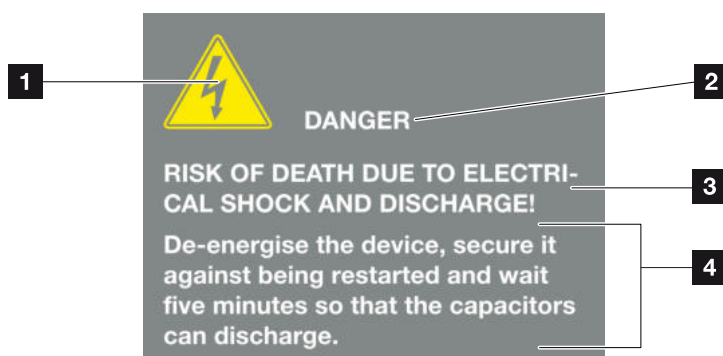 1
2
DANGER
RISK OF DEATH DUE TO ELECTRI-
CAL SHOCK AND DISCHARGE!
3
De-energise the device, secure it
against being restarted and wait
4
five minutes so that the capacitors
can discharge.